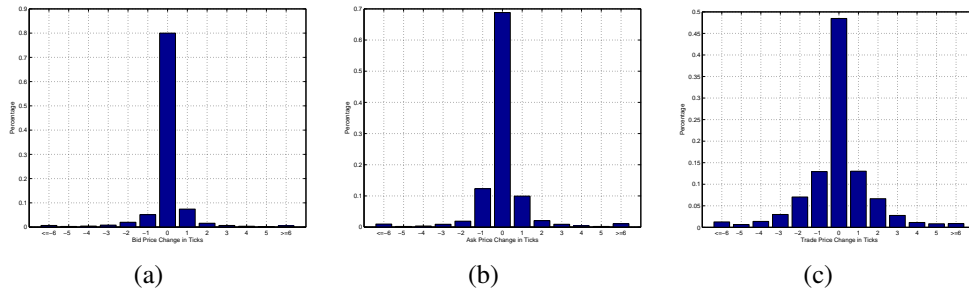 0.9
0.8
0.7
0.6
0.5
0.4
0.3
0.2
0.1
0
Percentage
<=-6 -5 -4 -3 -2 -1 0 1 2 3 4 5 >=6
Bid Price Change in Ticks
(a)
0.7
0.6
0.5
0.4
0.3
0.2
0.1
0
Percentage
<=-6 -5 -4 -3 -2 -1 0 1 2 3 4 5 >=6
Ask Price Change in Ticks
(b)
0.5
0.45
0.4
0.35
0.3
0.25
0.2
0.15
0.1
0.05
0
Percentage
<=-6 -5 -4 -3 -2 -1 0 1 2 3 4 5 >=6
Trade Price Change in Ticks
(c)